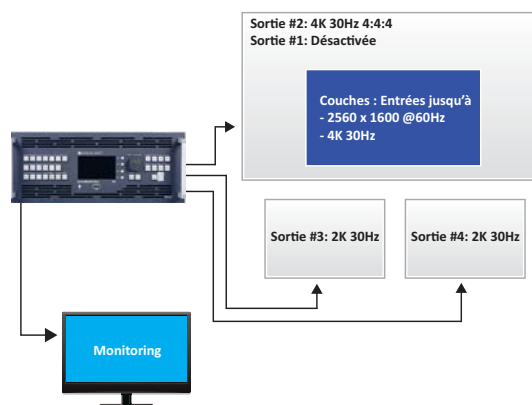 Sortie #2: 4K 30Hz 4:4:4
Sortie #1: Désactivée
Couches : Entrées jusqu’à
- 2560 x 1600 @60Hz
- 4K 30Hz
Sortie #3: 2K 30Hz
Sortie #4: 2K 30Hz
Monitoring